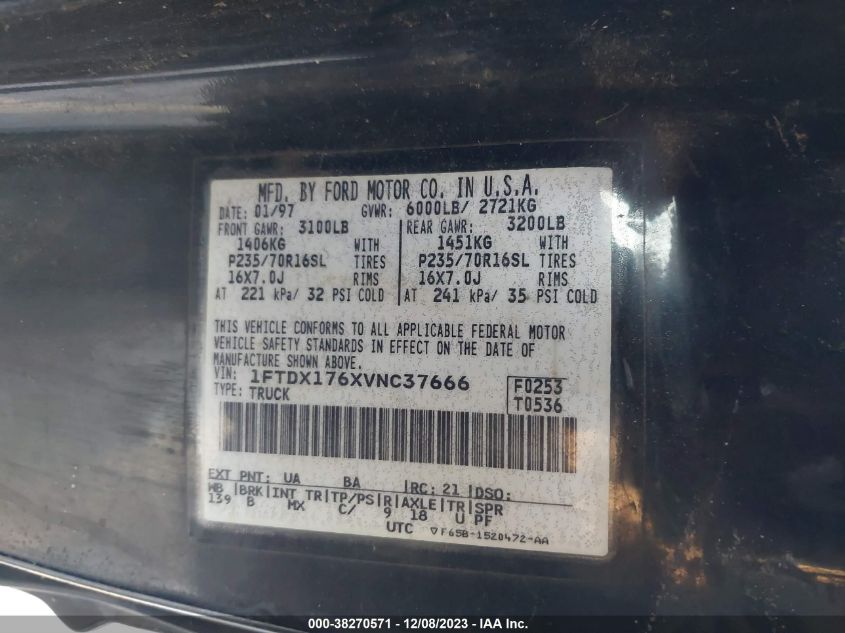 MFD. BY FORD MOTOR CO. IN U.S.A.
DATE: 01/97 GVWR: 6000LB/ 2721KG
FRONT GAWR: 3100LB REAR GAWR: 3200LB
1406KG WITH 1451KG WITH
P235/70R16SL TIRES P235/70R16SL TIRES
16X7.0J RIMS 16X7.0J RIMS
AT 221 kPa/ 32 PSI COLD AT 241 kPa/ 35 PSI COLD
THIS VEHICLE CONFORMS TO ALL APPLICABLE FEDERAL MOTOR
VEHICLE SAFETY STANDARDS IN EFFECT ON THE DATE OF
MANUFACTURE SHOWN ABOVE.
VIN: 1FTDX176XVNC37666 F0253
TYPE: TRUCK T0536
EXT PNT: UA BA RC: 21 DSO:
WB BRK INT TR TP/PS R AXLE TR SPR
139 B MX C/ 9 18 U PF
UTC ▽F65B-1520472-AA
000-38270571 - 12/08/2023 - IAA Inc.